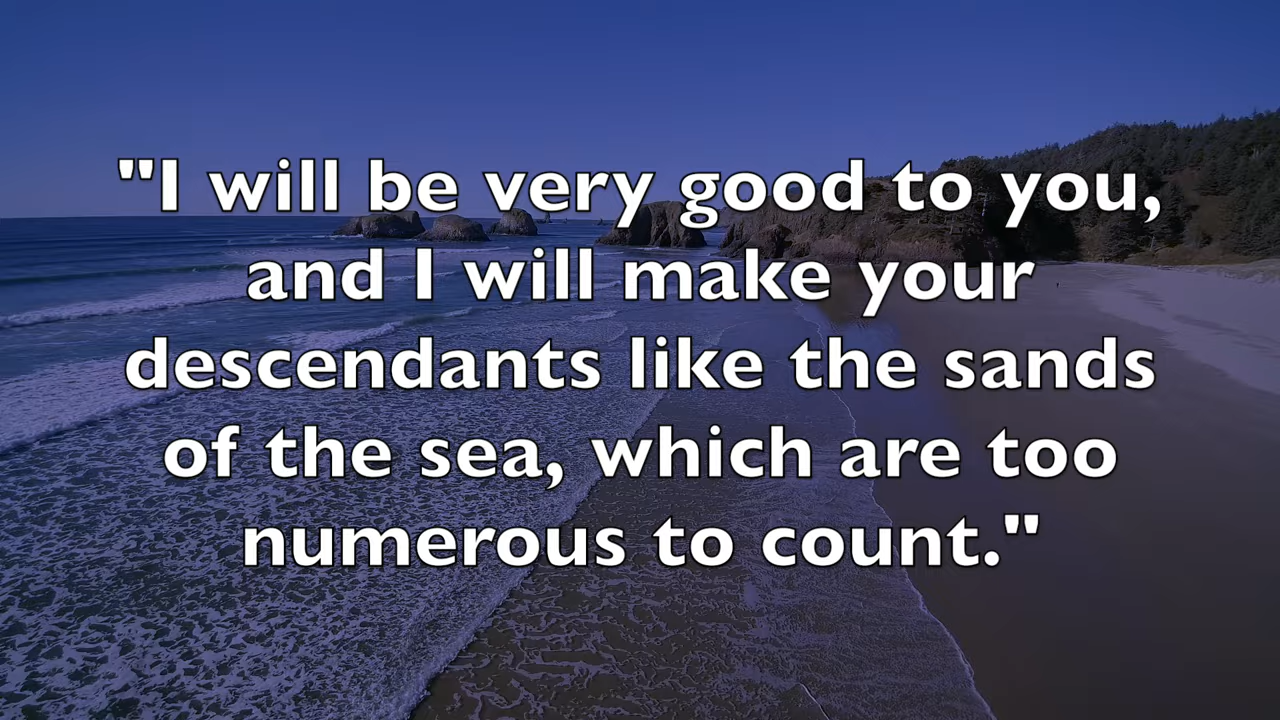 "I will be very good to you,
and I will make your
descendants like the sands
of the sea, which are too
numerous to count."